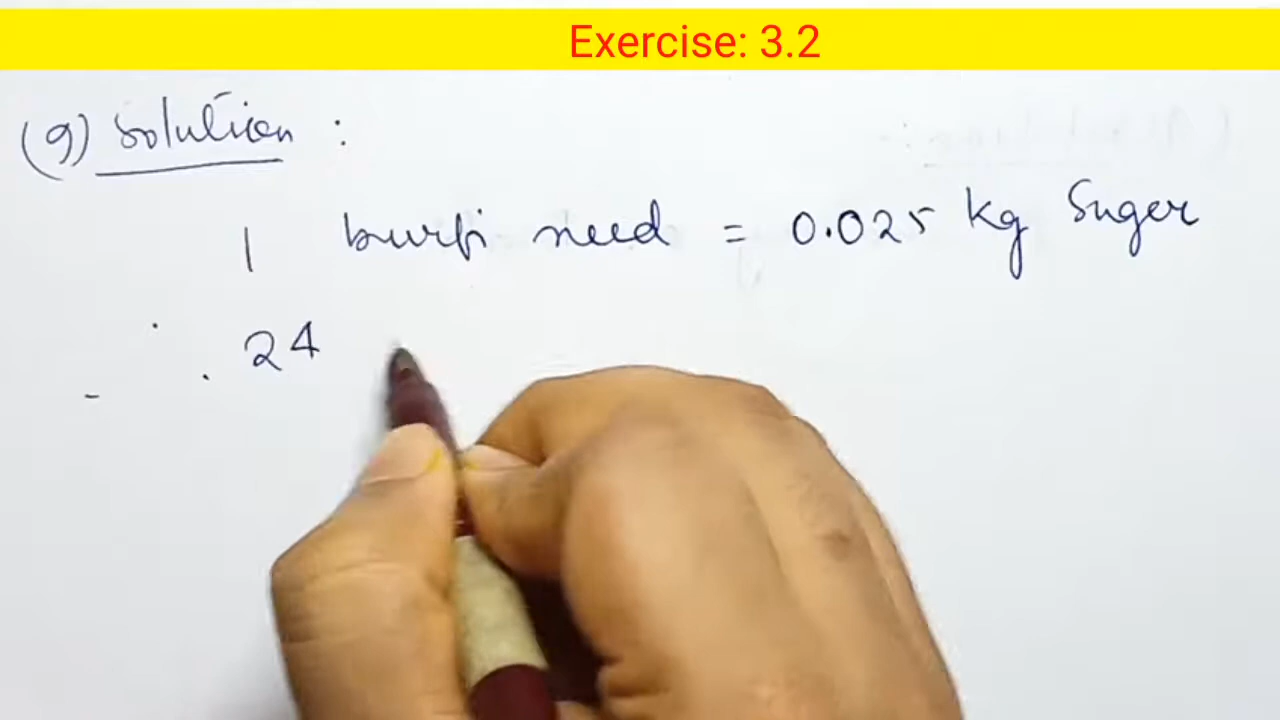 Exercise: 3.2
(9) Solution :
1 burfi need = 0.025 kg Suger
∴ 24